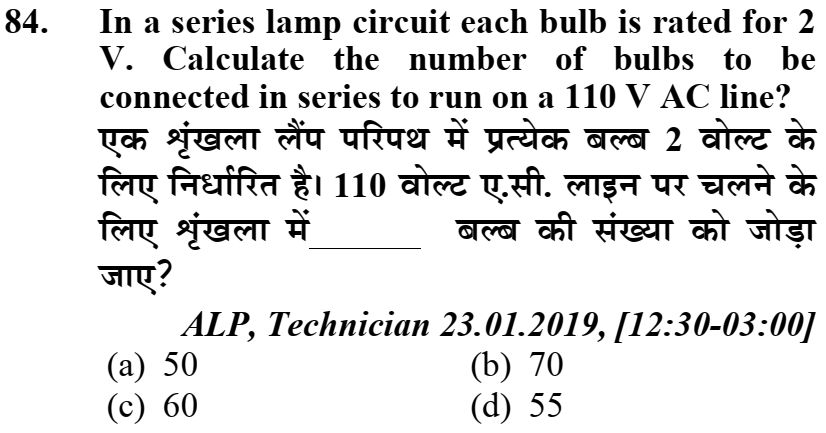 84. In a series lamp circuit each bulb is rated for 2
V. Calculate the number of bulbs to be
connected in series to run on a 110 V AC line?
एक शृंखला लैंप परिपथ में प्रत्येक बल्ब 2 वोल्ट के
लिए निर्धारित है। 110 वोल्ट ए.सी. लाइन पर चलने के
लिए शृंखला में_______ बल्ब की संख्या को जोड़ा
जाए?
ALP, Technician 23.01.2019, [12:30-03:00]
(a) 50 (b) 70
(c) 60 (d) 55